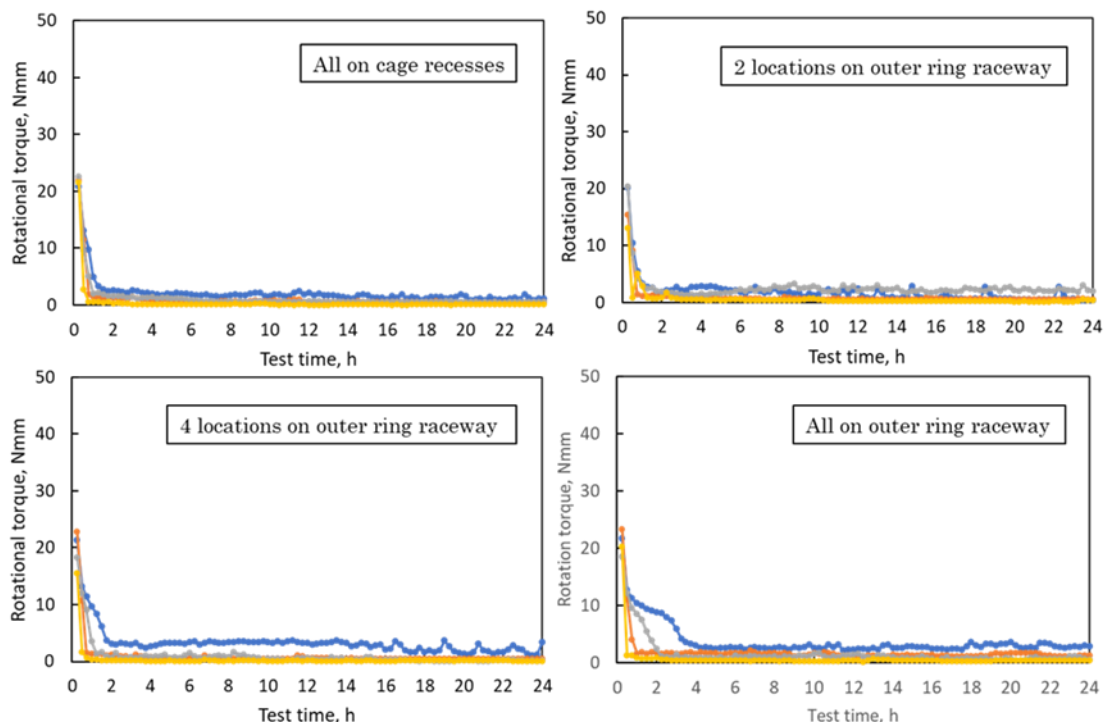 50
40
30
20
10
0
Rotational torque, Nmm
All on cage recesses
0 2 4 6 8 10 12 14 16 18 20 22 24
Test time, h
50
40
30
20
10
0
Rotational torque, Nmm
2 locations on outer ring raceway
0 2 4 6 8 10 12 14 16 18 20 22 24
Test time, h
50
40
30
20
10
0
Rotational torque, Nmm
4 locations on outer ring raceway
0 2 4 6 8 10 12 14 16 18 20 22 24
Test time, h
50
40
30
20
10
0
Rotation torque, Nmm
All on outer ring raceway
0 2 4 6 8 10 12 14 16 18 20 22 24
Test time, h